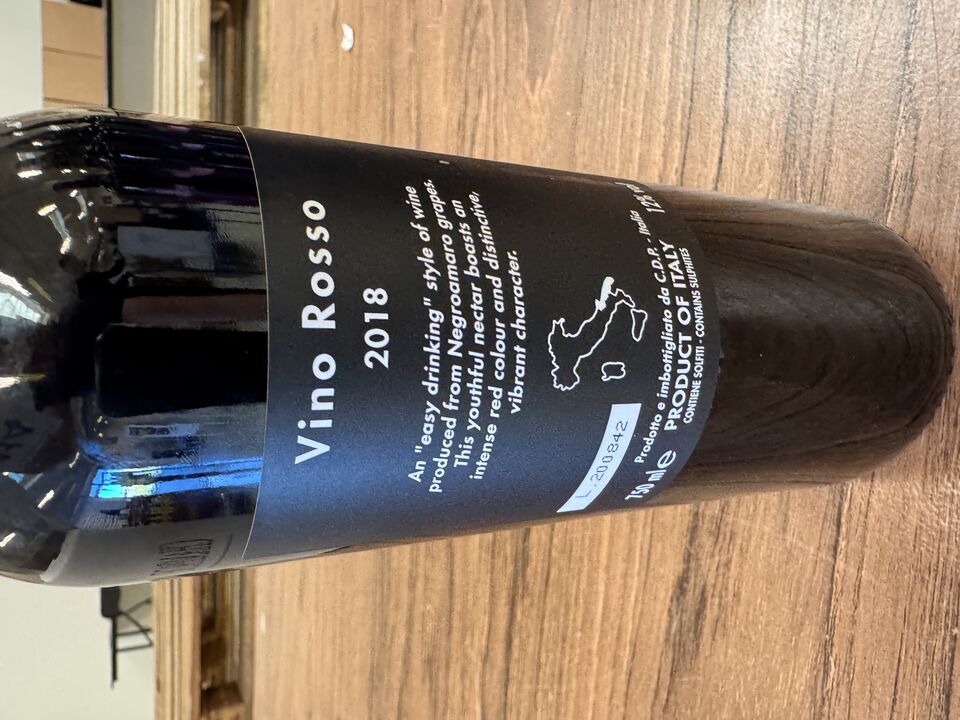 Vino Rosso
2018
An "easy drinking" style of wine
produced from Negroamaro grapes.
This youthful nectar boasts an
intense red colour and distinctive,
vibrant character.
L-200842
Prodotto e imbottigliato da C.D.P. - Italia
750 ml e PRODUCT OF ITALY 12% vol
CONTIENE SOLFITI - CONTAINS SULPHITES